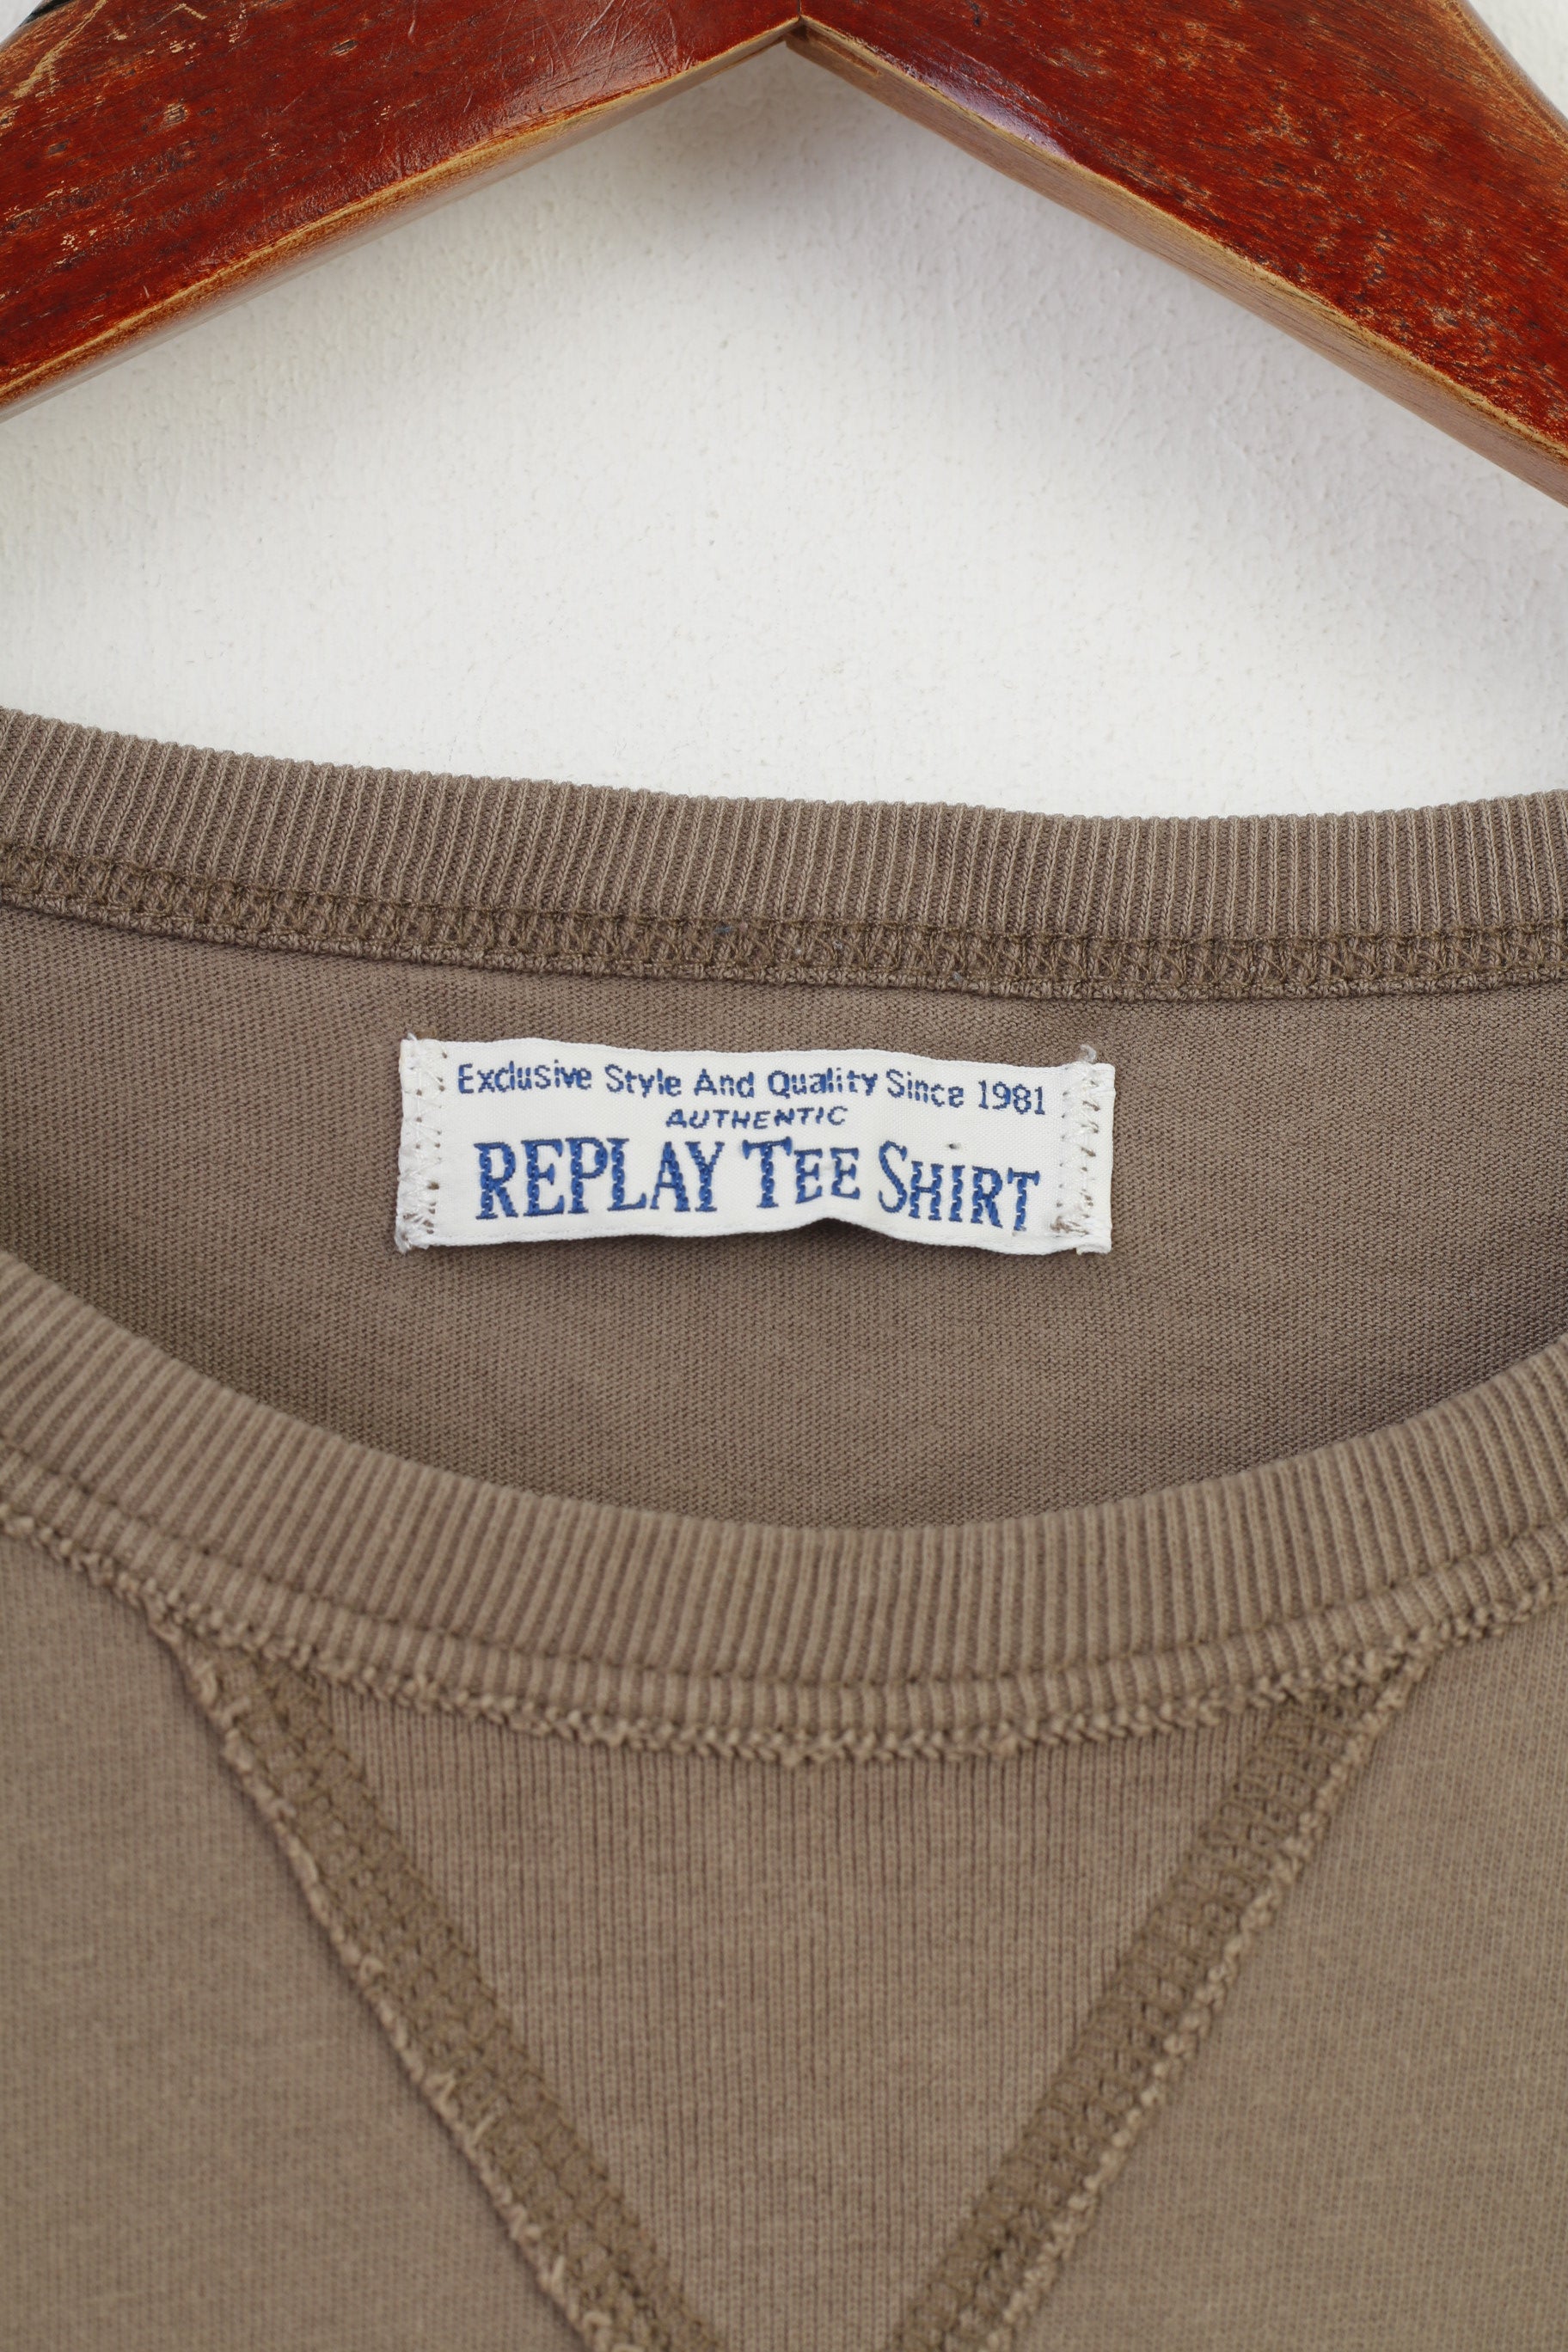 Exclusive Style And Quality Since 1981
AUTHENTIC
REPLAY TEE SHIRT